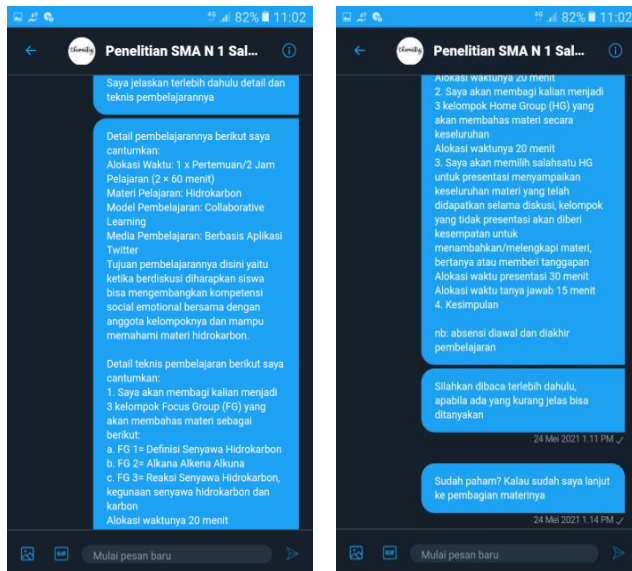 82% 11:02
Penelitian SMA N 1 Sal...
Saya jelaskan terlebih dahulu detail dan
teknis pembelajarannya
Detail pembelajarannya berikut saya
cantumkan:
Alokasi Waktu: 1 x Pertemuan/2 Jam
Pelajaran (2 × 60 menit)
Materi Pelajaran: Hidrokarbon
Model Pembelajaran: Collaborative
Learning
Media Pembelajaran: Berbasis Aplikasi
Twitter
Tujuan pembelajarannya disini yaitu
ketika berdiskusi diharapkan siswa
bisa mengembangkan kompetensi
social emotional bersama dengan
anggota kelompoknya dan mampu
memahami materi hidrokarbon.
Detail teknis pembelajaran berikut saya
cantumkan:
1. Saya akan membagi kalian menjadi
3 kelompok Focus Group (FG) yang
akan membahas materi sebagai
berikut:
a. FG 1= Definisi Senyawa Hidrokarbon
b. FG 2= Alkana Alkena Alkuna
c. FG 3= Reaksi Senyawa Hidrokarbon,
kegunaan senyawa hidrokarbon dan
karbon
Alokasi waktunya 20 menit
GIF Mulai pesan baru
82% 11:02
Penelitian SMA N 1 Sal...
Alokasi waktunya 20 menit
2. Saya akan membagi kalian menjadi
3 kelompok Home Group (HG) yang
akan membahas materi secara
keseluruhan
Alokasi waktunya 20 menit
3. Saya akan memilih salahsatu HG
untuk presentasi menyampaikan
keseluruhan materi yang telah
didapatkan selama diskusi, kelompok
yang tidak presentasi akan diberi
kesempatan untuk
menambahkan/melengkapi materi,
bertanya atau memberi tanggapan
Alokasi waktu presentasi 30 menit
Alokasi waktu tanya jawab 15 menit
4. Kesimpulan
nb: absensi diawal dan diakhir
pembelajaran
Silahkan dibaca terlebih dahulu,
apabila ada yang kurang jelas bisa
ditanyakan
24 Mei 2021 1.11 PM
Sudah paham? Kalau sudah saya lanjut
ke pembagian materinya
24 Mei 2021 1.14 PM
GIF Mulai pesan baru